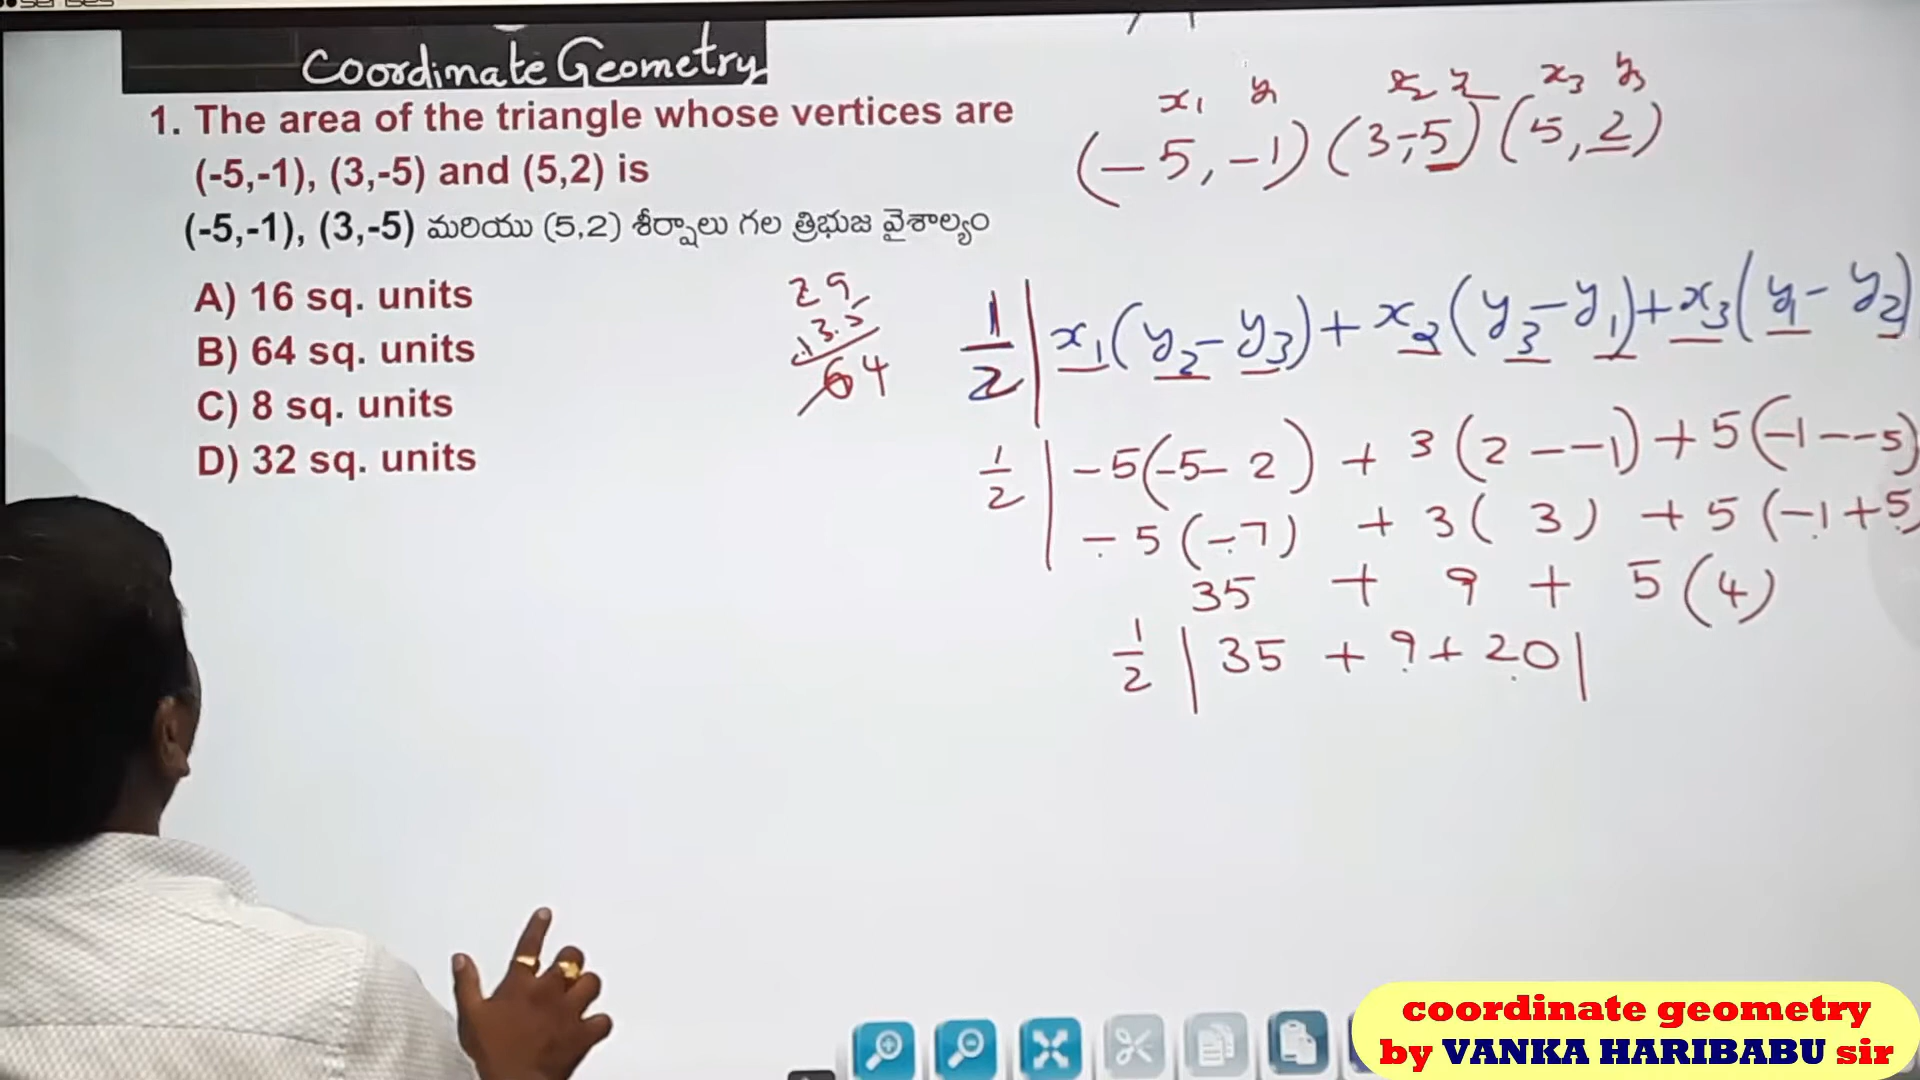 Coordinate Geometry
1. The area of the triangle whose vertices are
(-5,-1), (3,-5) and (5,2) is
(-5,-1), (3,-5) మరియు (5,2) శీర్షాలు గల త్రిభుజ వైశాల్యం
A) 16 sq. units
B) 64 sq. units
C) 8 sq. units
D) 32 sq. units
x₁ y₁ x₂ y₂ x₃ y₃
(-5, -1) (3,-5) (5, 2)
29
64
1/2 | x₁(y₂-y₃)+x₂(y₃-y₁)+x₃(y₁-y₂)
1/2 | -5(-5-2) + 3(2--1)+5(-1--5)
-5(-7) + 3(3) + 5(-1+5)
35 + 9 + 5(4)
1/2 | 35 + 9+20 |
coordinate geometry
by VANKA HARIBABU sir